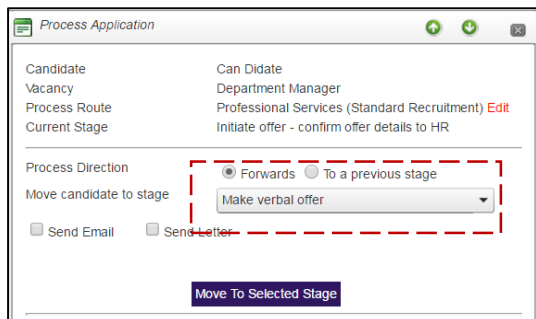 Process Application
Candidate Can Didate
Vacancy Department Manager
Process Route Professional Services (Standard Recruitment) Edit
Current Stage Initiate offer - confirm offer details to HR
Process Direction Forwards To a previous stage
Move candidate to stage Make verbal offer
Send Email Send Letter
Move To Selected Stage